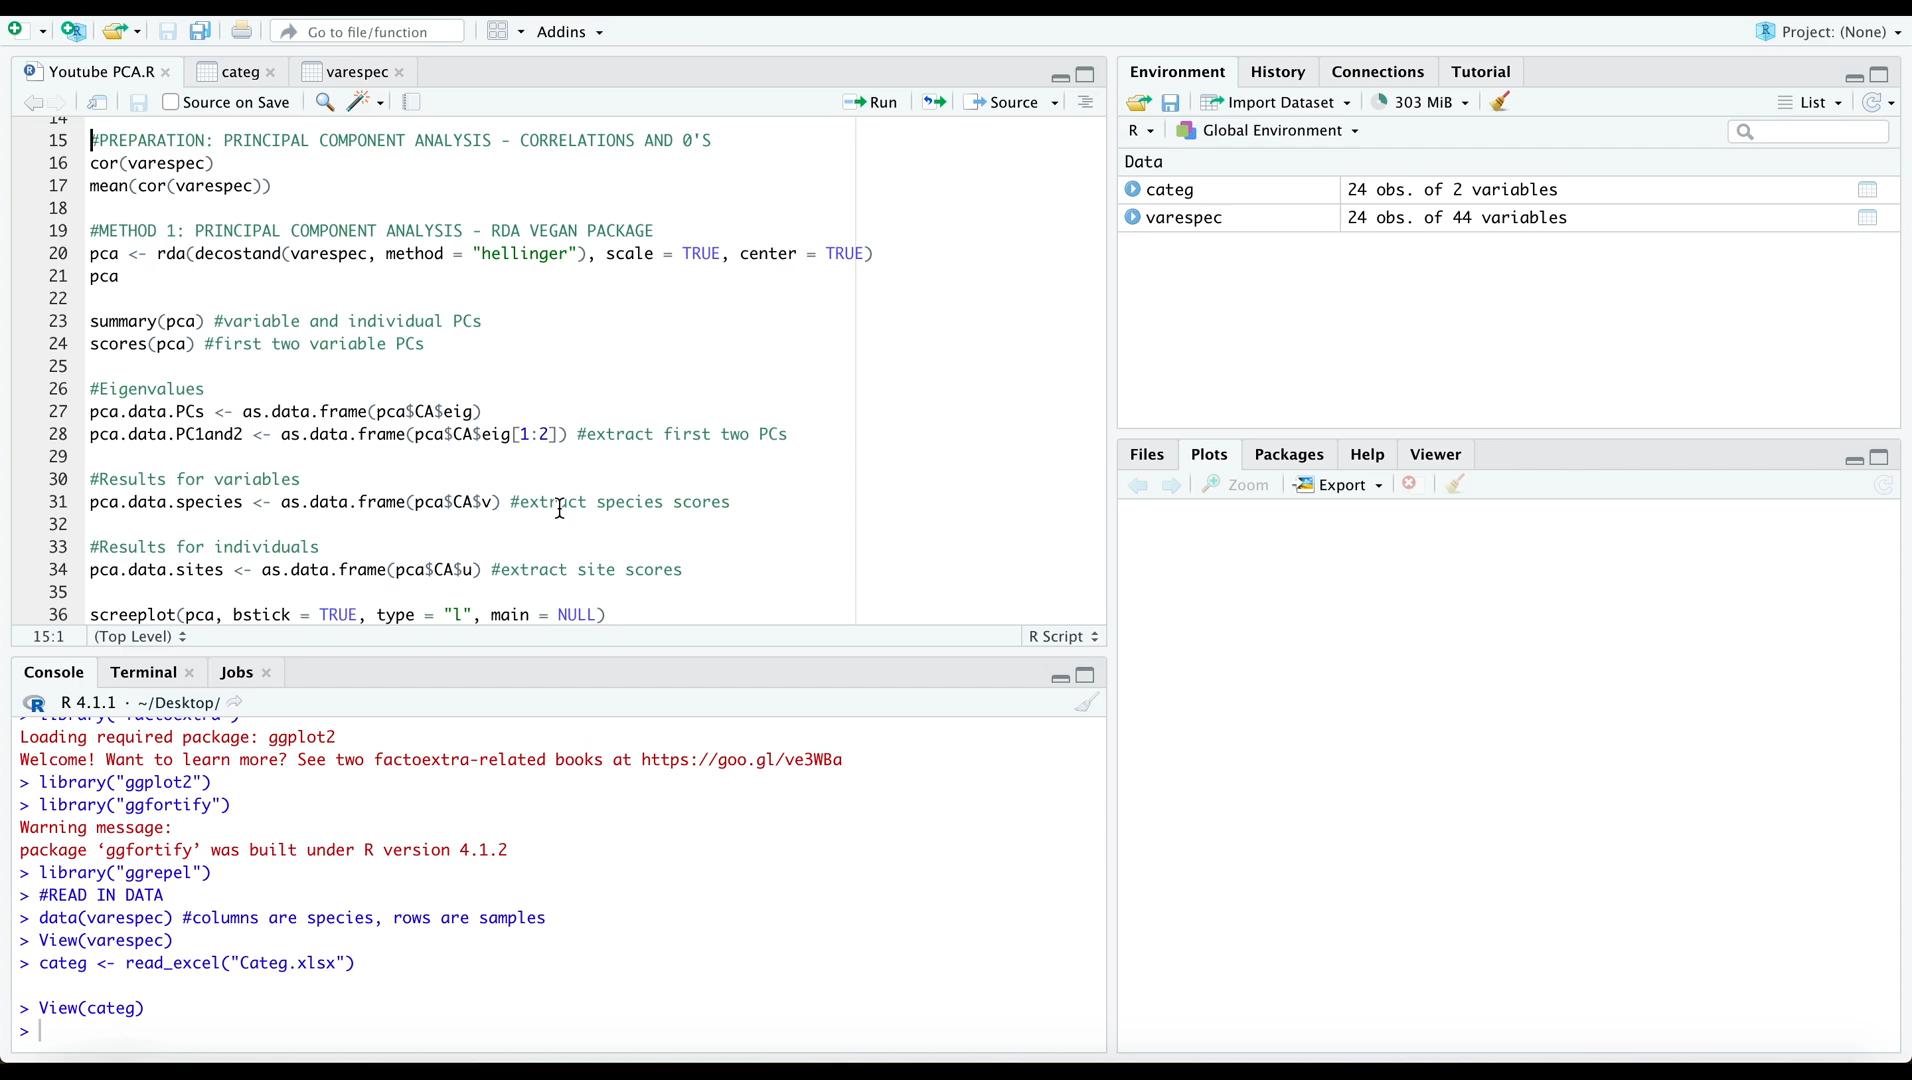 Go to file/function
Addins
Project: (None)
Youtube PCA.R
categ
varespec
Source on Save
Run
Source
14
15 #PREPARATION: PRINCIPAL COMPONENT ANALYSIS - CORRELATIONS AND 0'S
16 cor(varespec)
17 mean(cor(varespec))
18
19 #METHOD 1: PRINCIPAL COMPONENT ANALYSIS - RDA VEGAN PACKAGE
20 pca <- rda(decostand(varespec, method = "hellinger"), scale = TRUE, center = TRUE)
21 pca
22
23 summary(pca) #variable and individual PCs
24 scores(pca) #first two variable PCs
25
26 #Eigenvalues
27 pca.data.PCs <- as.data.frame(pca$CA$eig)
28 pca.data.PC1and2 <- as.data.frame(pca$CA$eig[1:2]) #extract first two PCs
29
30 #Results for variables
31 pca.data.species <- as.data.frame(pca$CA$v) #extract species scores
32
33 #Results for individuals
34 pca.data.sites <- as.data.frame(pca$CA$u) #extract site scores
35
36 screeplot(pca, bstick = TRUE, type = "l", main = NULL)
15:1 (Top Level) R Script
Console Terminal Jobs
R 4.1.1 · ~/Desktop/
> library("factoextra")
Loading required package: ggplot2
Welcome! Want to learn more? See two factoextra-related books at https://goo.gl/ve3WBa
> library("ggplot2")
> library("ggfortify")
Warning message:
package ‘ggfortify’ was built under R version 4.1.2
> library("ggrepel")
> #READ IN DATA
> data(varespec) #columns are species, rows are samples
> View(varespec)
> categ <- read_excel("Categ.xlsx")
> View(categ)
>
Environment History Connections Tutorial
Import Dataset 303 MiB List
R Global Environment
Data
categ 24 obs. of 2 variables
varespec 24 obs. of 44 variables
Files Plots Packages Help Viewer
Zoom Export